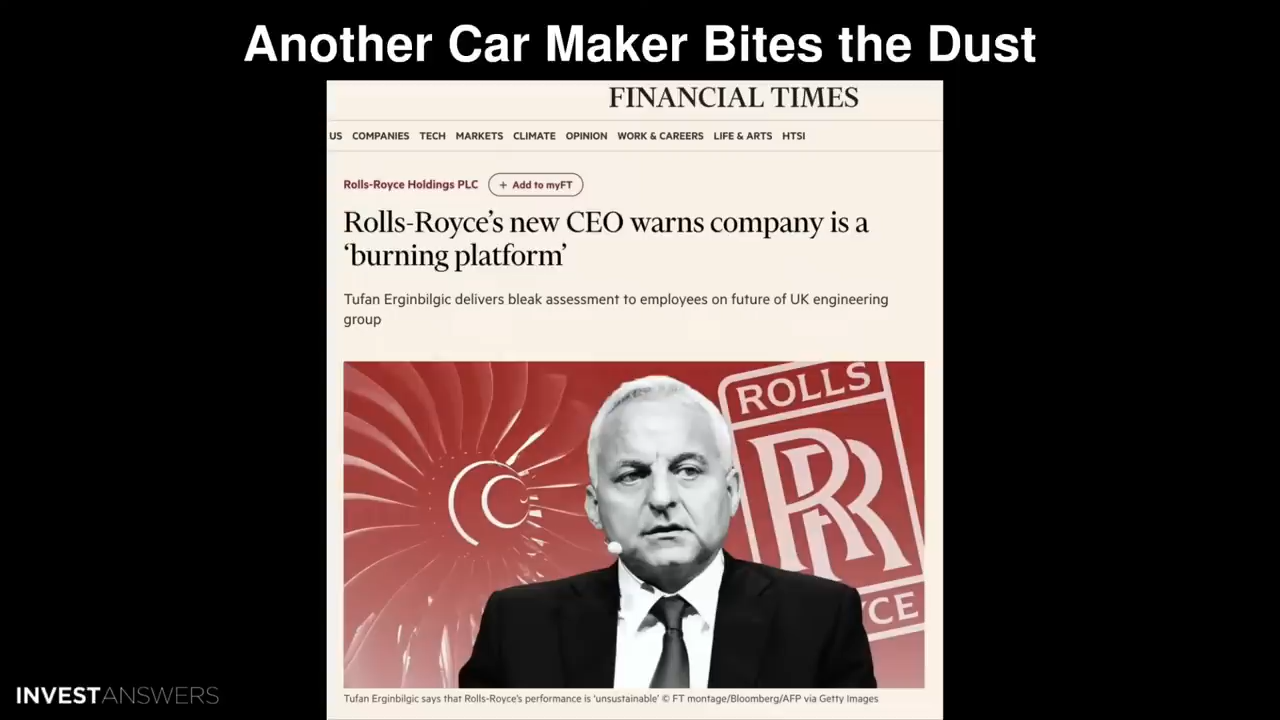 Another Car Maker Bites the Dust
FINANCIAL TIMES
US COMPANIES TECH MARKETS CLIMATE OPINION WORK & CAREERS LIFE & ARTS HTSI
Rolls-Royce Holdings PLC + Add to myFT
Rolls-Royce’s new CEO warns company is a
‘burning platform’
Tufan Erginbilgic delivers bleak assessment to employees on future of UK engineering
group
ROLLS
RR
YCE
Tufan Erginbilgic says that Rolls-Royce’s performance is ‘unsustainable’ © FT montage/Bloomberg/AFP via Getty Images
INVESTANSWERS